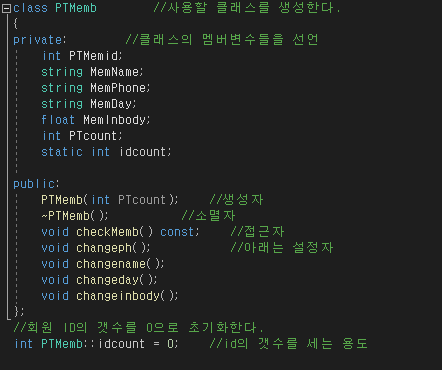 class PTMemb //사용할 클래스를 생성한다.
{
private: //클래스의 멤버변수들을 선언
int PTMemid;
string MemName;
string MemPhone;
string MemDay;
float MemInbody;
int PTcount;
static int idcount;
public:
PTMemb(int PTcount); //생성자
~PTMemb(); //소멸자
void checkMemb() const; //접근자
void changeph(); //아래는 설정자
void changename();
void changeday();
void changeinbody();
};
//회원 ID의 갯수를 0으로 초기화한다.
int PTMemb::idcount = 0; //id의 갯수를 세는 용도